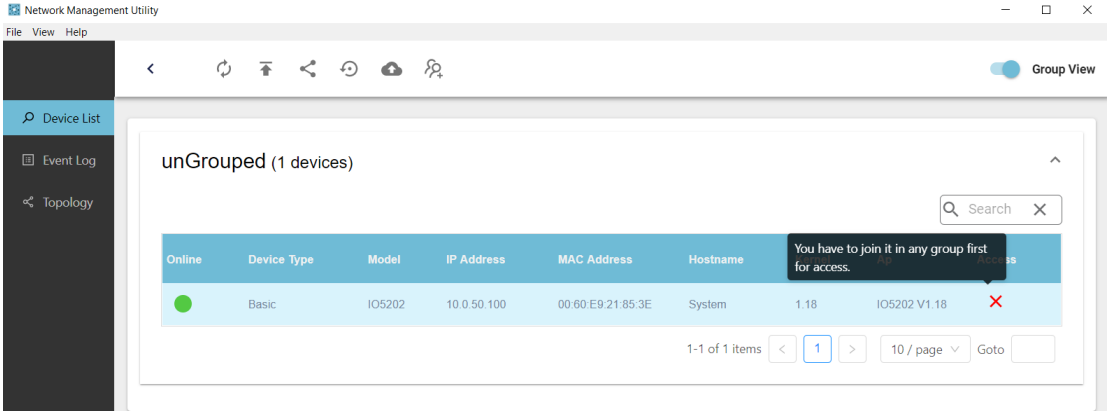 Network Management Utility
File View Help
Group View
Device List
Event Log
Topology
unGrouped (1 devices)
Search
You have to join it in any group first
for access.
Online Device Type Model IP Address MAC Address Hostname Kernel Ap Access
Basic IO5202 10.0.50.100 00:60:E9:21:85:3E System 1.18 IO5202 V1.18
1-1 of 1 items < 1 > 10 / page Goto